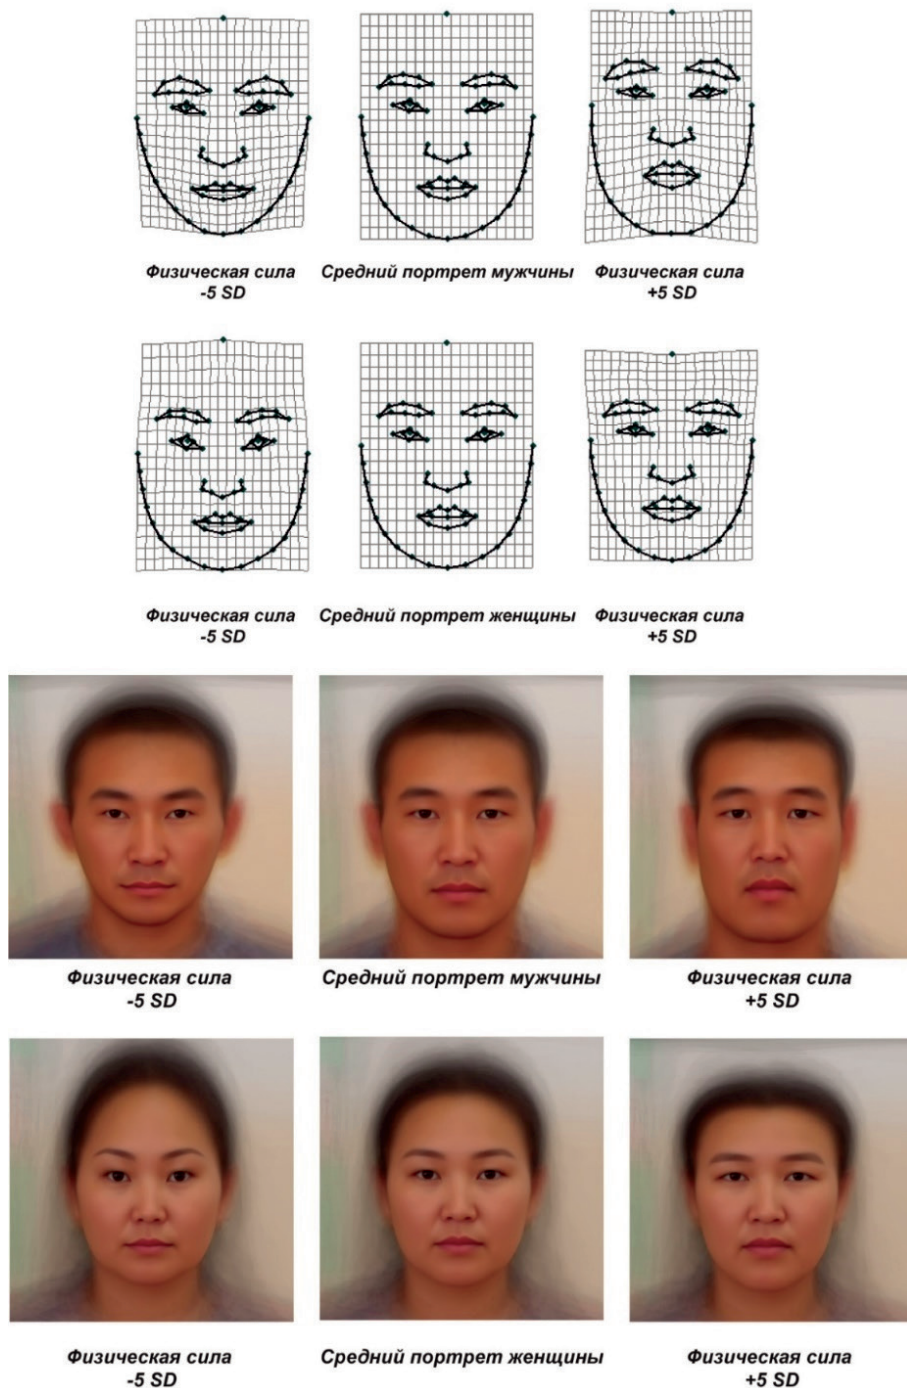 Физическая сила Средний портрет мужчины Физическая сила
-5 SD +5 SD
Физическая сила Средний портрет женщины Физическая сила
-5 SD +5 SD
Физическая сила Средний портрет мужчины Физическая сила
-5 SD +5 SD
Физическая сила Средний портрет женщины Физическая сила
-5 SD +5 SD